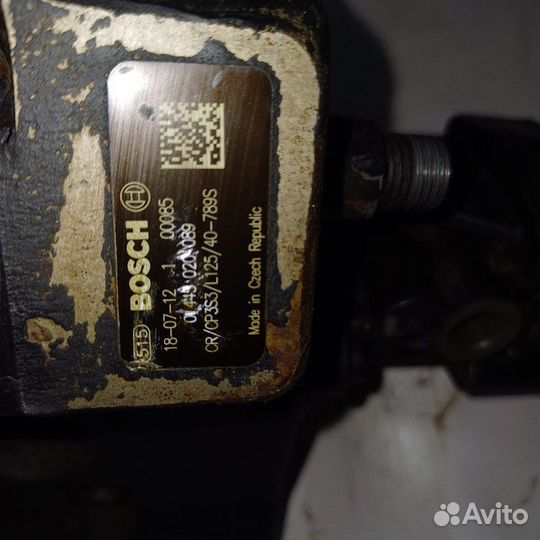 515 BOSCH
18-07-12 1 00085
0 445 020 089
CR/CP3S3/L125/40-789S
Made in Czech Republic
Avito